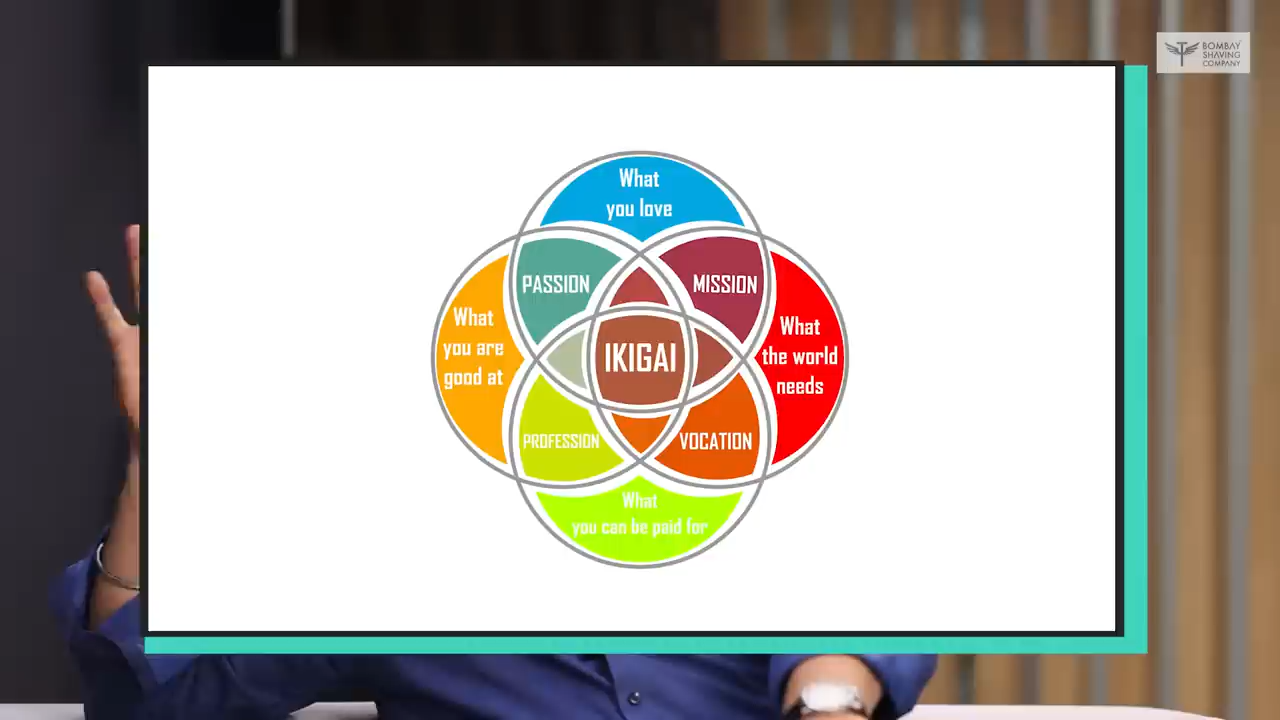 BOMBAY
SHAVING
COMPANY
What
you love
PASSION
MISSION
What
you are
good at
IKIGAI
What
the world
needs
PROFESSION
VOCATION
What
you can be paid for